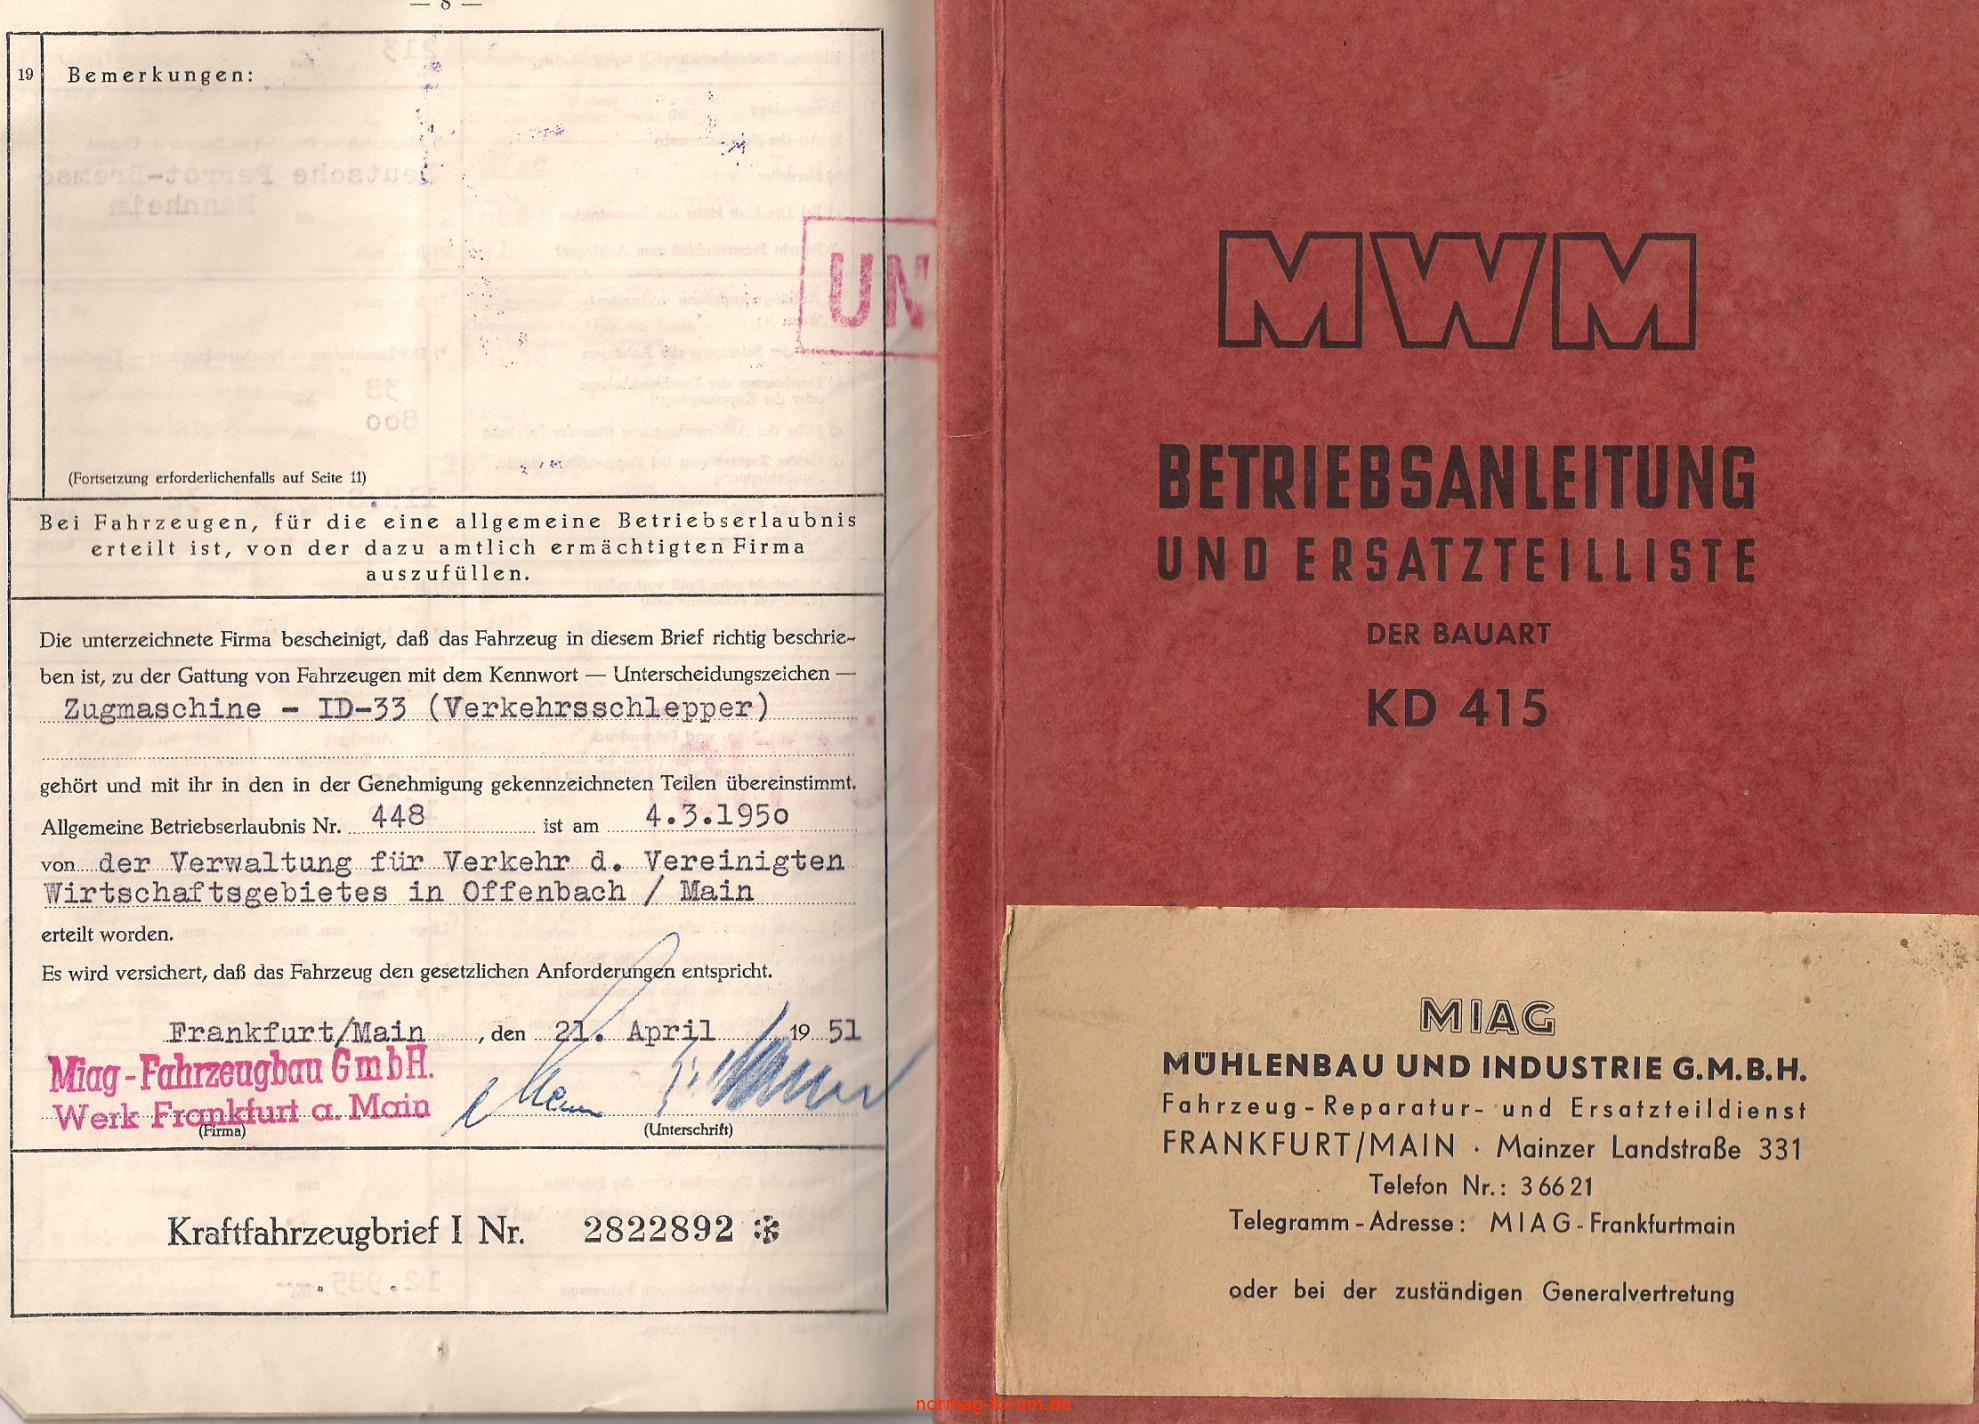 — 8 —
19 Bemerkungen:
UN
(Fortsetzung erforderlichenfalls auf Seite 11)
Bei Fahrzeugen, für die eine allgemeine Betriebserlaubnis
erteilt ist, von der dazu amtlich ermächtigten Firma
auszufüllen.
Die unterzeichnete Firma bescheinigt, daß das Fahrzeug in diesem Brief richtig beschrie-
ben ist, zu der Gattung von Fahrzeugen mit dem Kennwort — Unterscheidungszeichen —
Zugmaschine - ID-33 (Verkehrsschlepper)
gehört und mit ihr in den in der Genehmigung gekennzeichneten Teilen übereinstimmt.
Allgemeine Betriebserlaubnis Nr. 448 ist am 4.3.195o
von der Verwaltung für Verkehr d. Vereinigten
Wirtschaftsgebietes in Offenbach / Main
erteilt worden.
Es wird versichert, daß das Fahrzeug den gesetzlichen Anforderungen entspricht.
Frankfurt/Main, den 21. April 19 51
Miag-Fahrzeugbau GmbH.
Werk Frankfurt a. Main
(Firma) (Unterschrift)
Kraftfahrzeugbrief I Nr. 2822892
MWM
BETRIEBSANLEITUNG
UND ERSATZTEILLISTE
DER BAUART
KD 415
MIAG
MÜHLENBAU UND INDUSTRIE G.M.B.H.
Fahrzeug-Reparatur- und Ersatzteildienst
FRANKFURT/MAIN · Mainzer Landstraße 331
Telefon Nr.: 3 66 21
Telegramm-Adresse: MIAG-Frankfurtmain
oder bei der zuständigen Generalvertretung
normag-forum.de